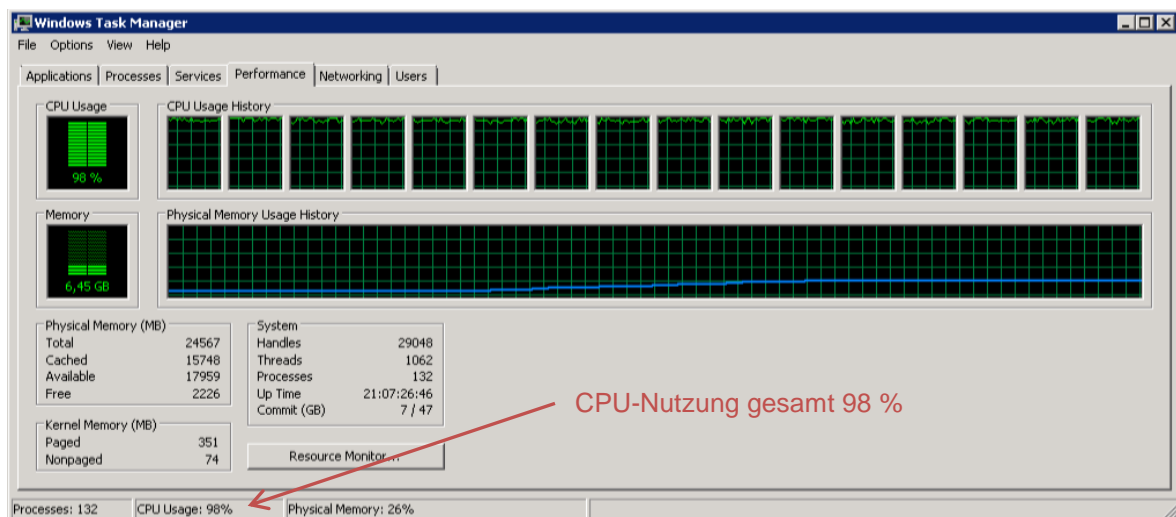 Windows Task Manager
File Options View Help
Applications Processes Services Performance Networking Users
CPU Usage
CPU Usage History
98 %
Memory
Physical Memory Usage History
6,45 GB
Physical Memory (MB)
Total 24567
Cached 15748
Available 17959
Free 2226
Kernel Memory (MB)
Paged 351
Nonpaged 74
System
Handles 29048
Threads 1062
Processes 132
Up Time 21:07:26:46
Commit (GB) 7 / 47
Resource Monitor...
CPU-Nutzung gesamt 98 %
Processes: 132 CPU Usage: 98% Physical Memory: 26%